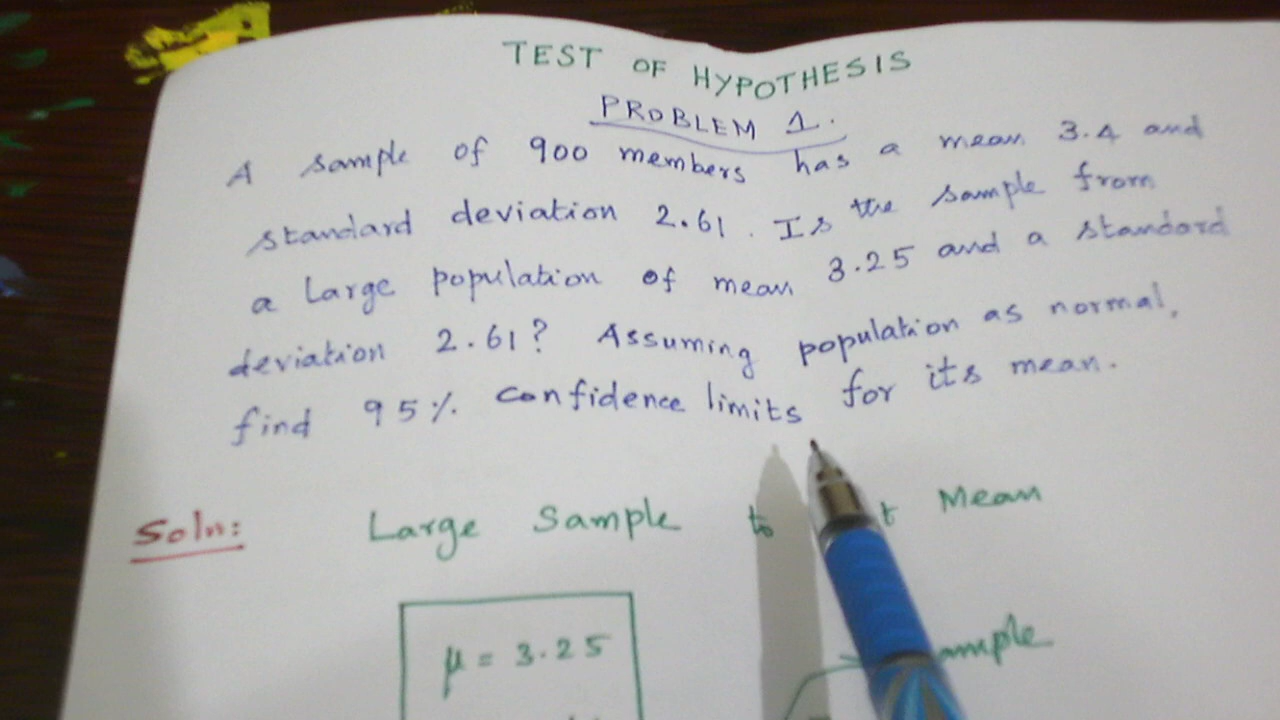 TEST OF HYPOTHESIS
PROBLEM 1.
A sample of 900 members has a mean 3.4 and
standard deviation 2.61. Is the sample from
a large population of mean 3.25 and a standard
deviation 2.61? Assuming population as normal,
find 95% confidence limits for its mean.
Soln: Large Sample to Mean
μ = 3.25